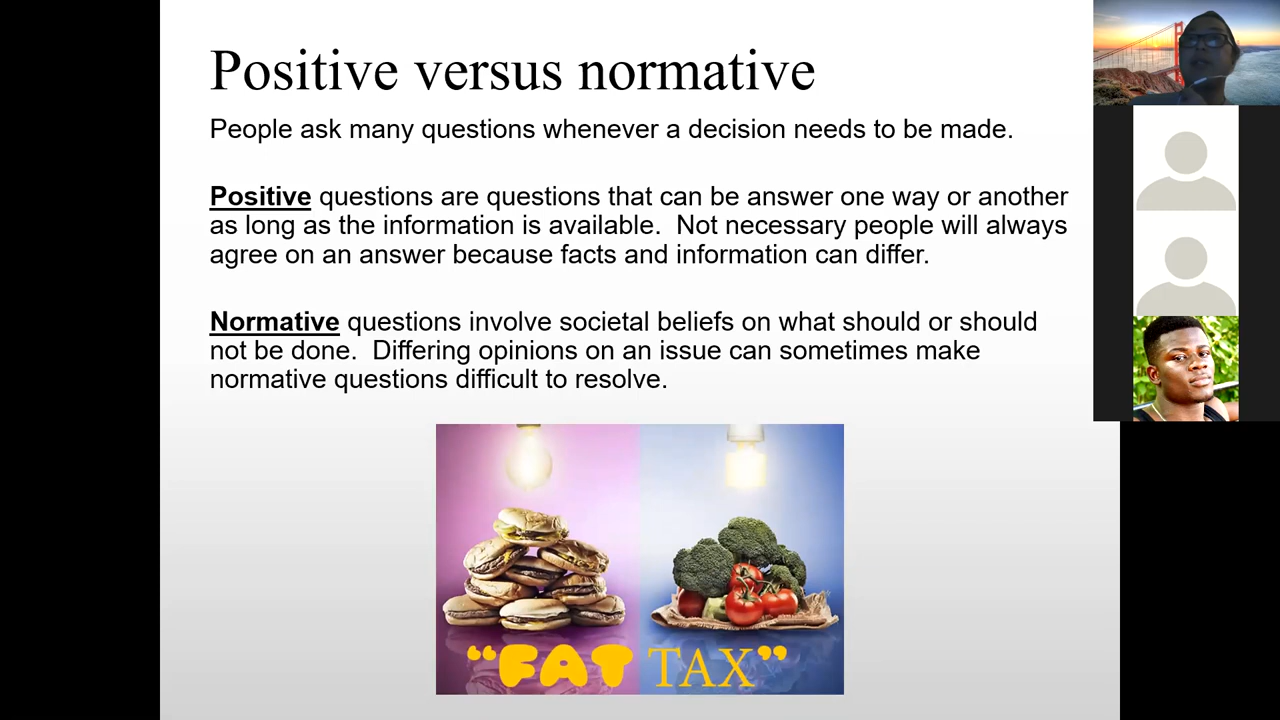 Positive versus normative
People ask many questions whenever a decision needs to be made.
Positive questions are questions that can be answer one way or another
as long as the information is available.  Not necessary people will always
agree on an answer because facts and information can differ.
Normative questions involve societal beliefs on what should or should
not be done.  Differing opinions on an issue can sometimes make
normative questions difficult to resolve.
“FAT TAX”